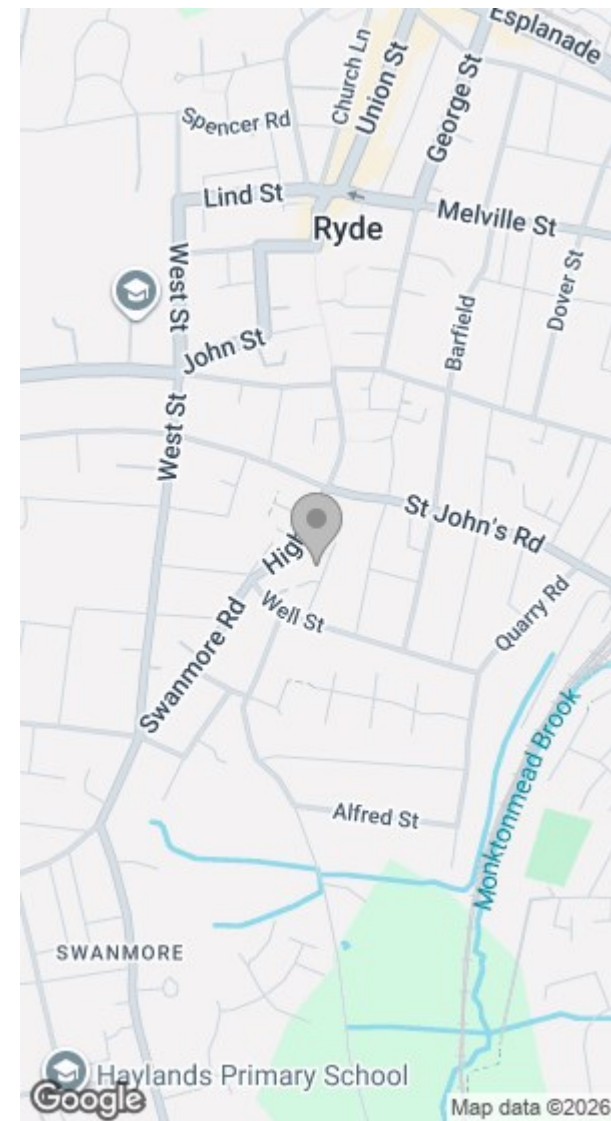 Esplanade
Church Ln
Union St
George St
Spencer Rd
Lind St
Melville St
Ryde
West St
Dover St
Barfield
John St
West St
St John's Rd
High
Well St
Quarry Rd
Swanmore Rd
Monktonmead Brook
Alfred St
SWANMORE
Haylands Primary School
Google
Map data ©2026